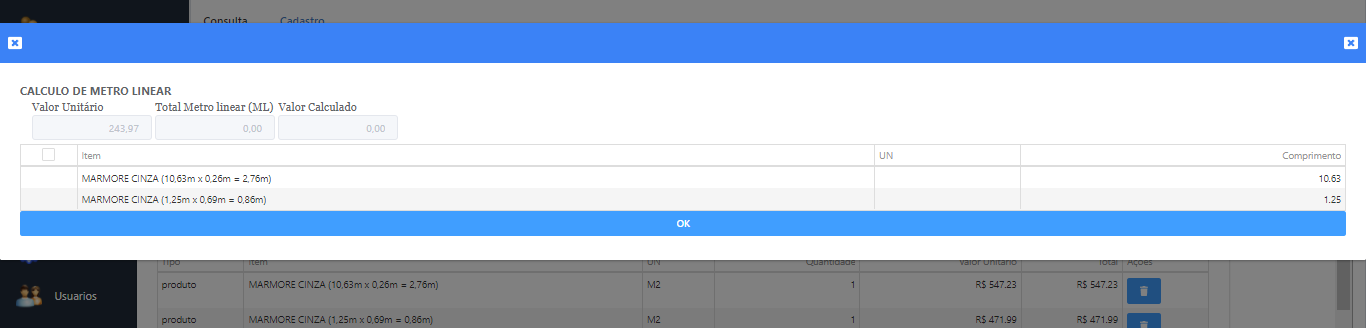 Consulta Cadastro
CALCULO DE METRO LINEAR
Valor Unitário Total Metro linear (ML) Valor Calculado
243,97 0,00 0,00
Item UN Comprimento
MARMORE CINZA (10,63m x 0,26m = 2,76m) 10.63
MARMORE CINZA (1,25m x 0,69m = 0,86m) 1.25
OK
Tipo Item UN Quantidade Valor Unitário Total Ações
Usuarios
produto MARMORE CINZA (10,63m x 0,26m = 2,76m) M2 1 R$ 547.23 R$ 547.23
produto MARMORE CINZA (1,25m x 0,69m = 0,86m) M2 1 R$ 471.99 R$ 471.99